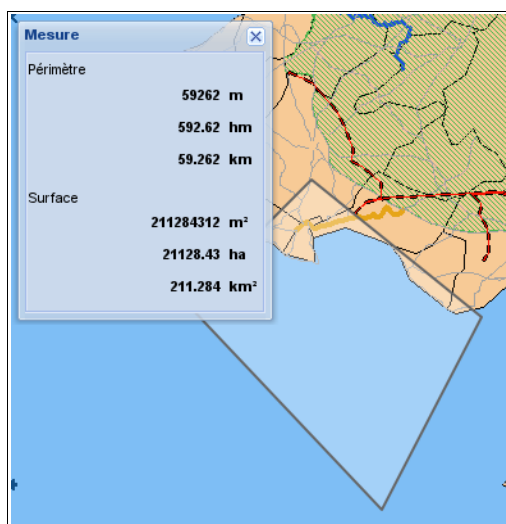 Mesure
Périmètre
59262 m
592.62 hm
59.262 km
Surface
211284312 m²
21128.43 ha
211.284 km²